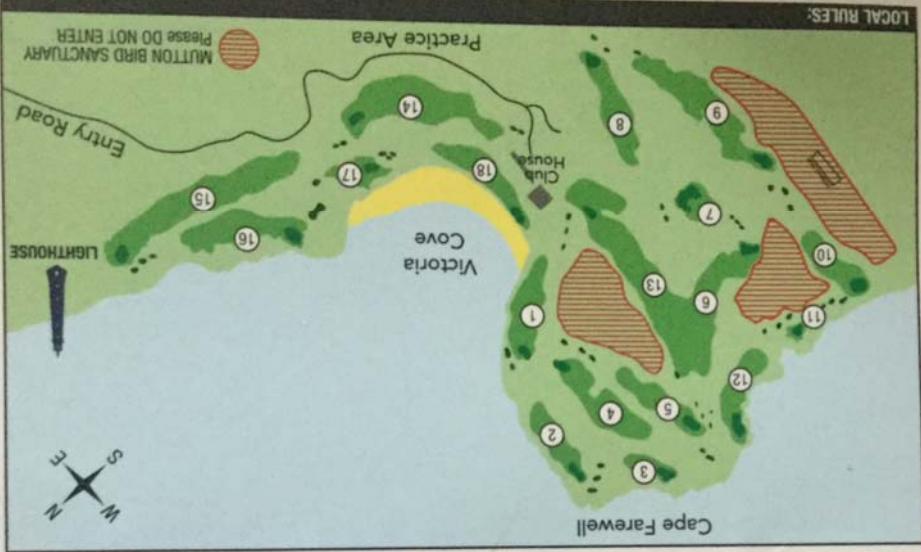 Cape Farewell
N
W
3
E
S
2
4
5
12
11
1
6
13
Victoria
Cove
10
LIGHTHOUSE
16
7
15
Club
House
18
17
8
9
Entry Road
14
Practice Area
MUTTON BIRD SANCTUARY
Please DO NOT ENTER
LOCAL RULES: